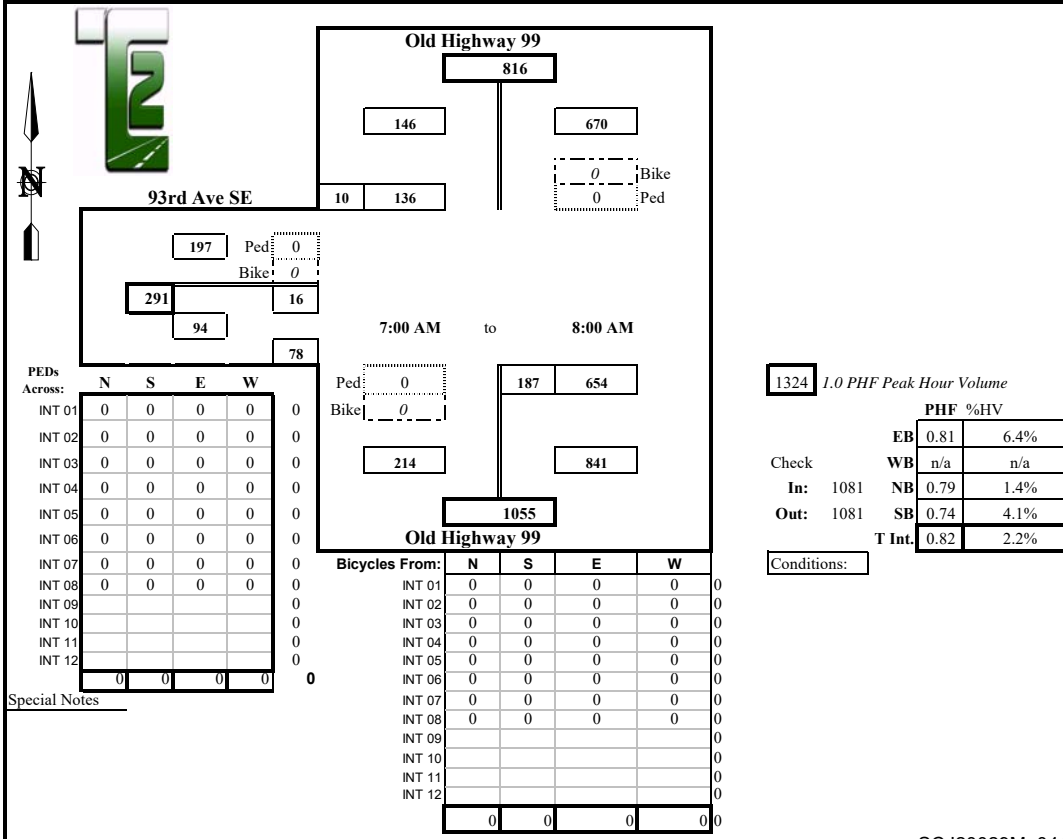 T2
Old Highway 99
816
146 670
0 Bike
N
93rd Ave SE 10 136 0 Ped
197 Ped 0
Bike 0
291 16
94 7:00 AM to 8:00 AM
78
PEDs
Across: N S E W Ped 0 187 654 1324 1.0 PHF Peak Hour Volume
INT 01 0 0 0 0 0 Bike 0 PHF %HV
INT 02 0 0 0 0 0 EB 0.81 6.4%
INT 03 0 0 0 0 0 214 841 Check WB n/a n/a
INT 04 0 0 0 0 0 In: 1081 NB 0.79 1.4%
INT 05 0 0 0 0 0 1055 Out: 1081 SB 0.74 4.1%
INT 06 0 0 0 0 0 Old Highway 99 T Int. 0.82 2.2%
INT 07 0 0 0 0 0 Bicycles From: N S E W Conditions:
INT 08 0 0 0 0 0 INT 01 0 0 0 0 0
INT 09 0 INT 02 0 0 0 0 0
INT 10 0 INT 03 0 0 0 0 0
INT 11 0 INT 04 0 0 0 0 0
INT 12 0 INT 05 0 0 0 0 0
0 0 0 0 0 INT 06 0 0 0 0 0
Special Notes INT 07 0 0 0 0 0
INT 08 0 0 0 0 0
INT 09 0
INT 10 0
INT 11 0
INT 12 0
0 0 0 0 0